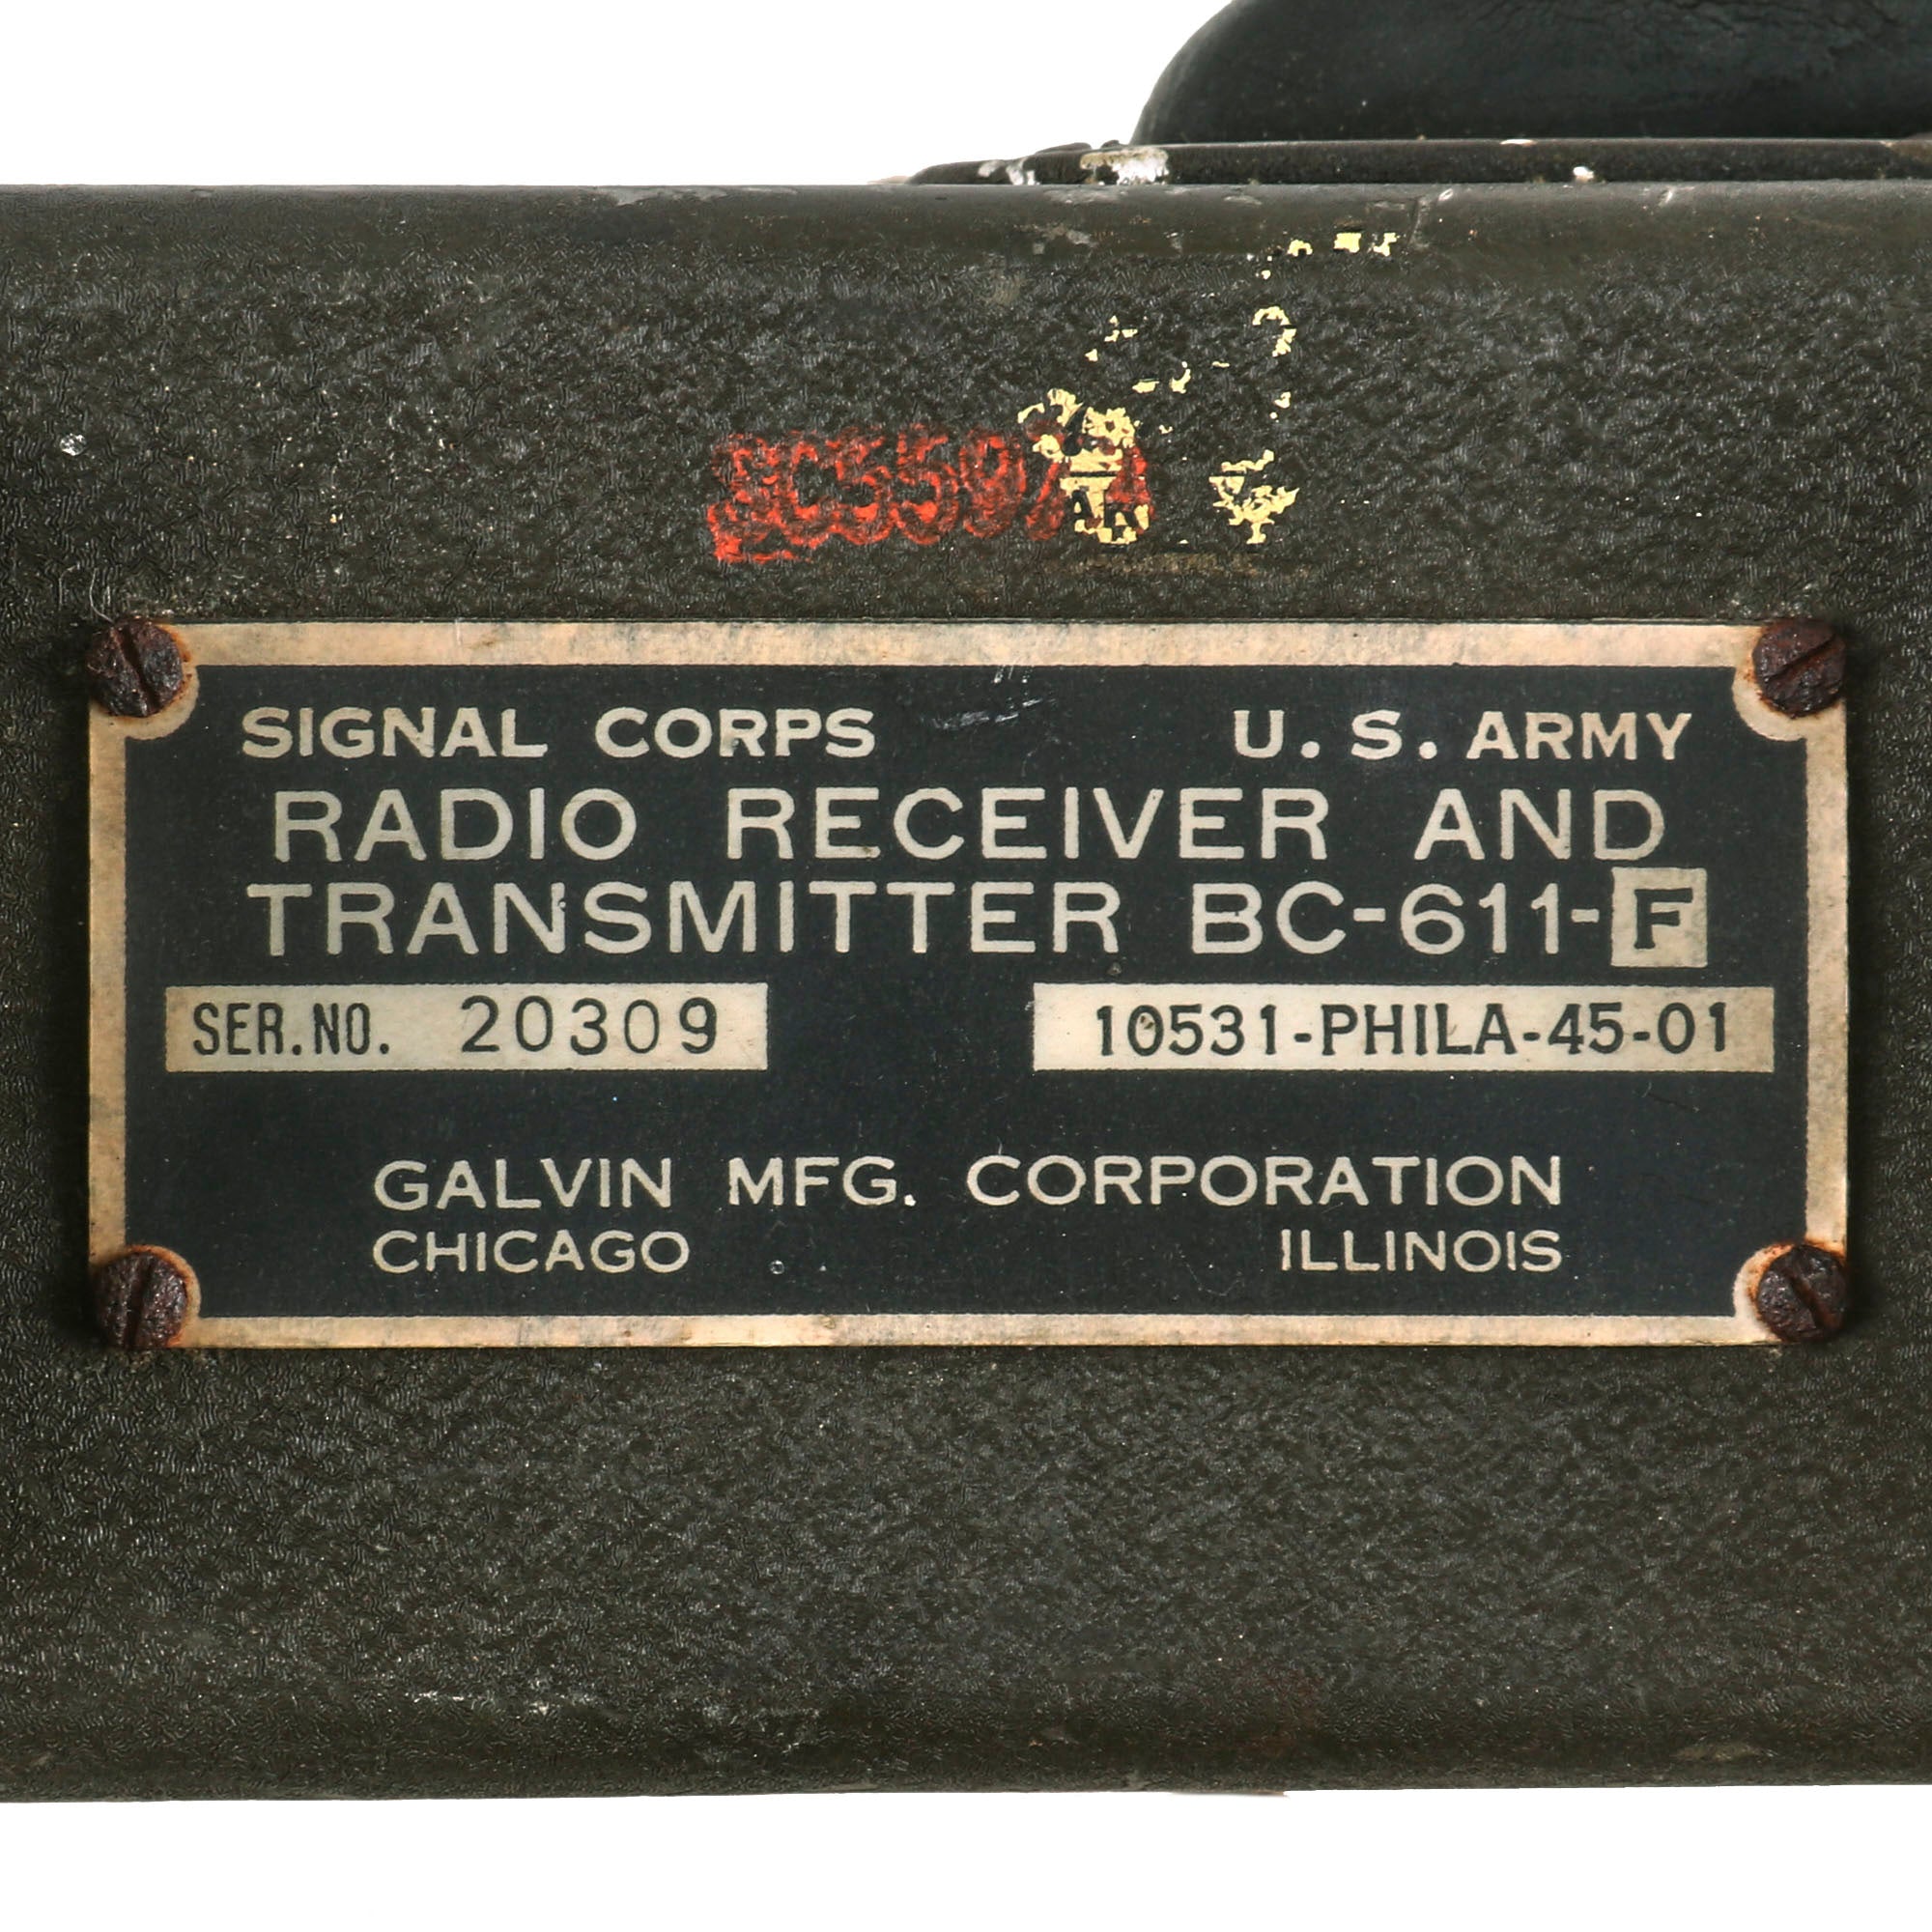 SIGNAL CORPS U. S. ARMY
RADIO RECEIVER AND
TRANSMITTER BC-611-F
SER. NO. 20309 10531-PHILA-45-01
GALVIN MFG. CORPORATION
CHICAGO ILLINOIS